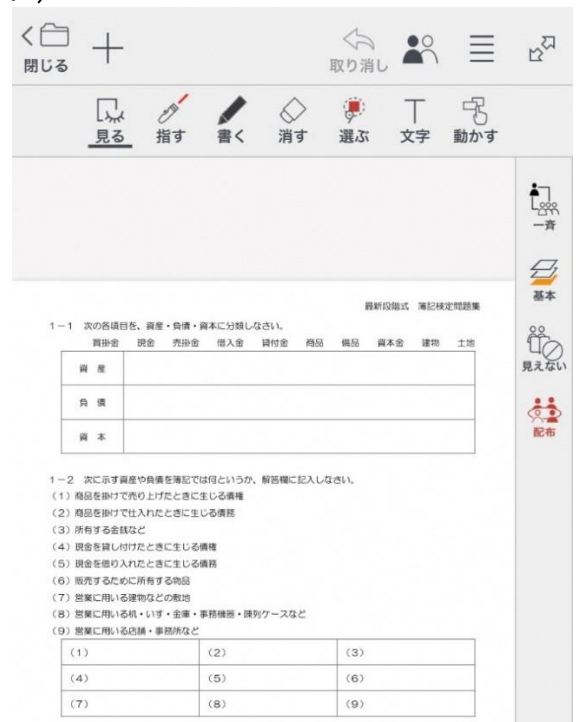 閉じる
取り消し
見る 指す 書く 消す 選ぶ 文字 動かす
一斉
基本
見えない
配布
最新段階式 簿記検定問題集
1-1 次の各項目を、資産・負債・資本に分類しなさい。
買掛金 現金 売掛金 借入金 貸付金 商品 備品 資本金 建物 土地
資 産
負 債
資 本
1-2 次に示す資産や負債を簿記では何というか、解答欄に記入しなさい。
(1)商品を掛けで売り上げたときに生じる債権
(2)商品を掛けで仕入れたときに生じる債務
(3)所有する金銭など
(4)現金を貸し付けたときに生じる債権
(5)現金を借り入れたときに生じる債務
(6)販売するために所有する物品
(7)営業に用いる建物などの敷地
(8)営業に用いる机・いす・金庫・事務機器・陳列ケースなど
(9)営業に用いる店舗・事務所など
(1) (2) (3)
(4) (5) (6)
(7) (8) (9)